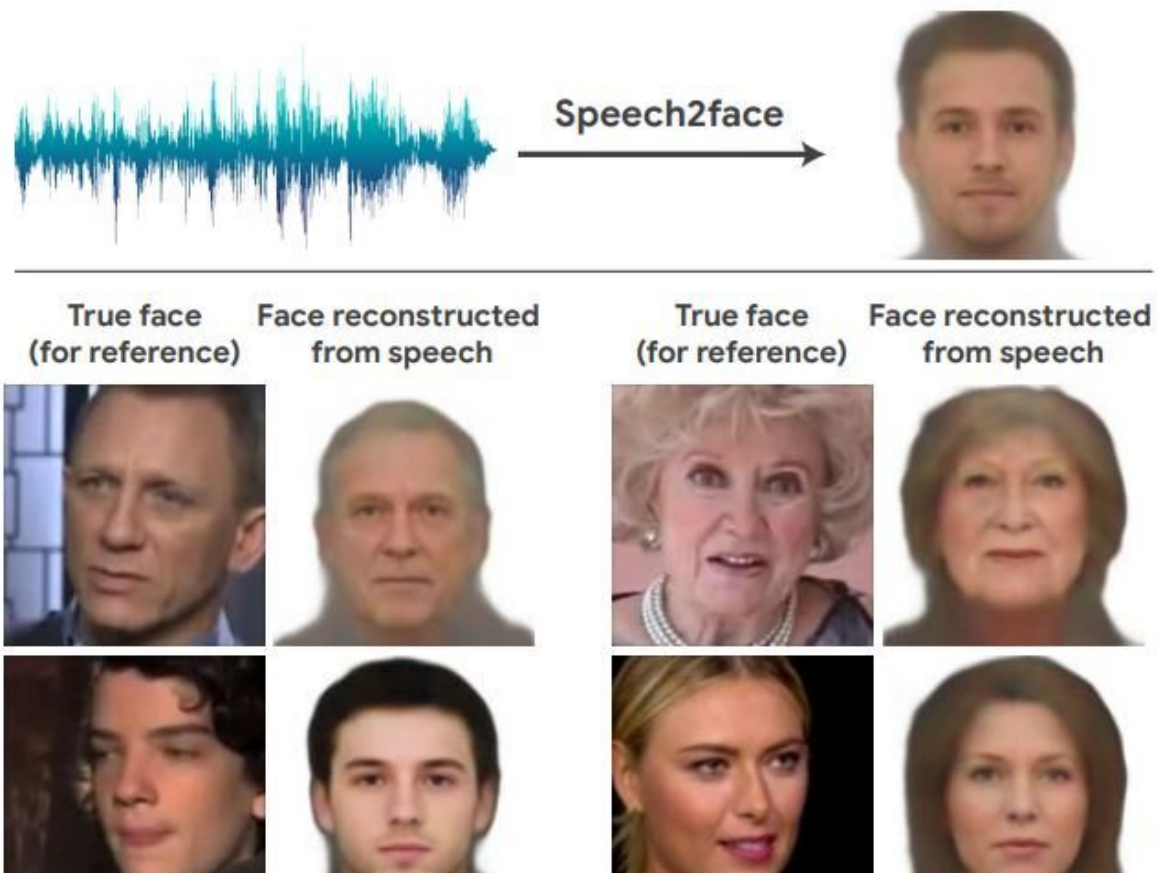 Speech2face
True face
(for reference)
Face reconstructed
from speech
True face
(for reference)
Face reconstructed
from speech